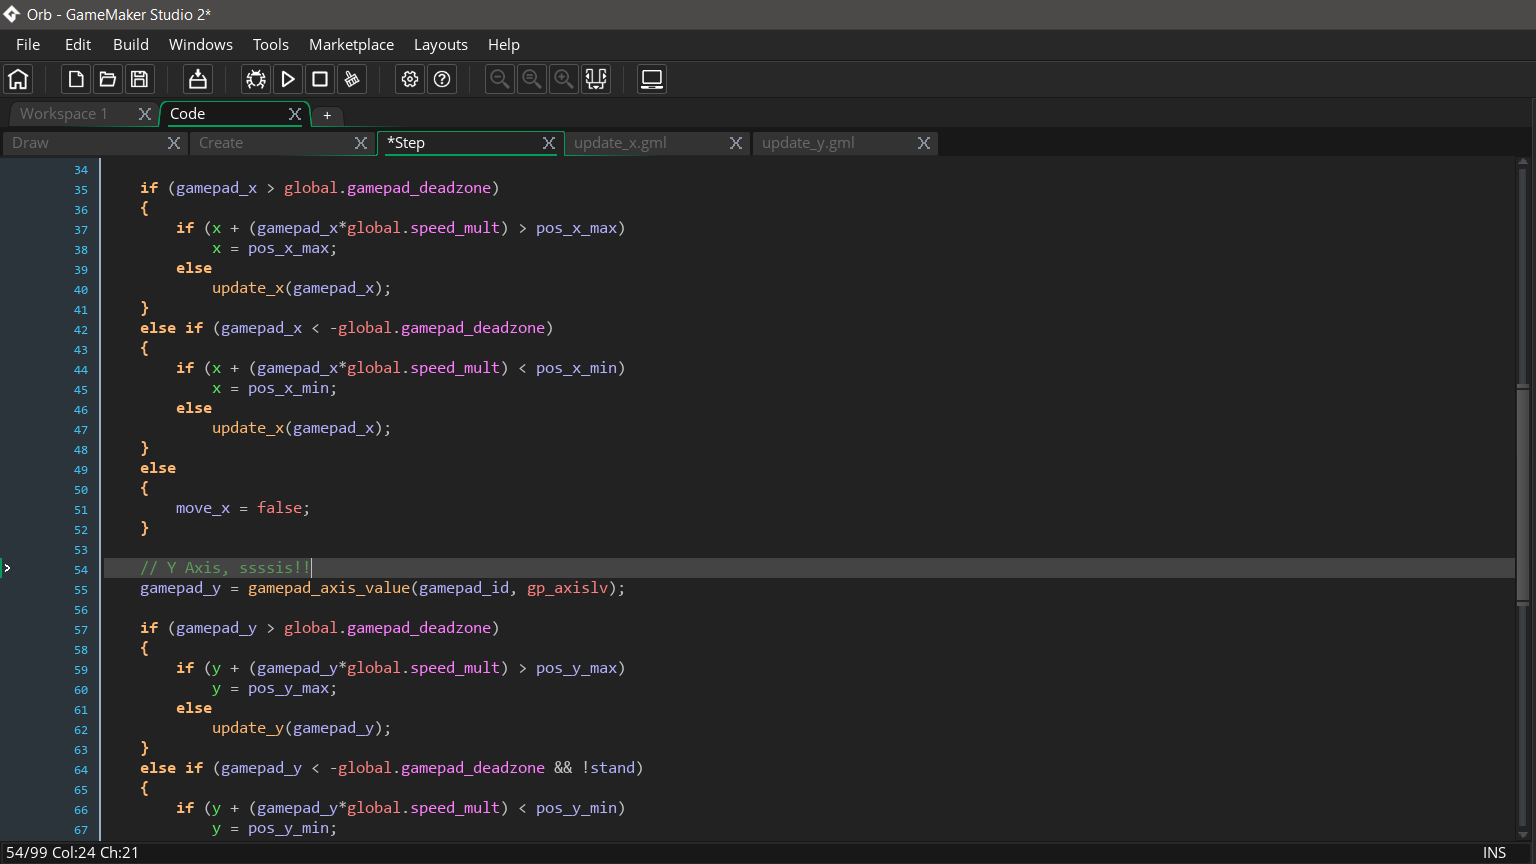 Orb - GameMaker Studio 2*
File Edit Build Windows Tools Marketplace Layouts Help
Workspace 1 Code +
Draw Create *Step update_x.gml update_y.gml
34
35 if (gamepad_x > global.gamepad_deadzone)
36 {
37 if (x + (gamepad_x*global.speed_mult) > pos_x_max)
38 x = pos_x_max;
39 else
40 update_x(gamepad_x);
41 }
42 else if (gamepad_x < -global.gamepad_deadzone)
43 {
44 if (x + (gamepad_x*global.speed_mult) < pos_x_min)
45 x = pos_x_min;
46 else
47 update_x(gamepad_x);
48 }
49 else
50 {
51 move_x = false;
52 }
53
54 // Y Axis, ssssis!!
55 gamepad_y = gamepad_axis_value(gamepad_id, gp_axislv);
56
57 if (gamepad_y > global.gamepad_deadzone)
58 {
59 if (y + (gamepad_y*global.speed_mult) > pos_y_max)
60 y = pos_y_max;
61 else
62 update_y(gamepad_y);
63 }
64 else if (gamepad_y < -global.gamepad_deadzone && !stand)
65 {
66 if (y + (gamepad_y*global.speed_mult) < pos_y_min)
67 y = pos_y_min;
54/99 Col:24 Ch:21 INS